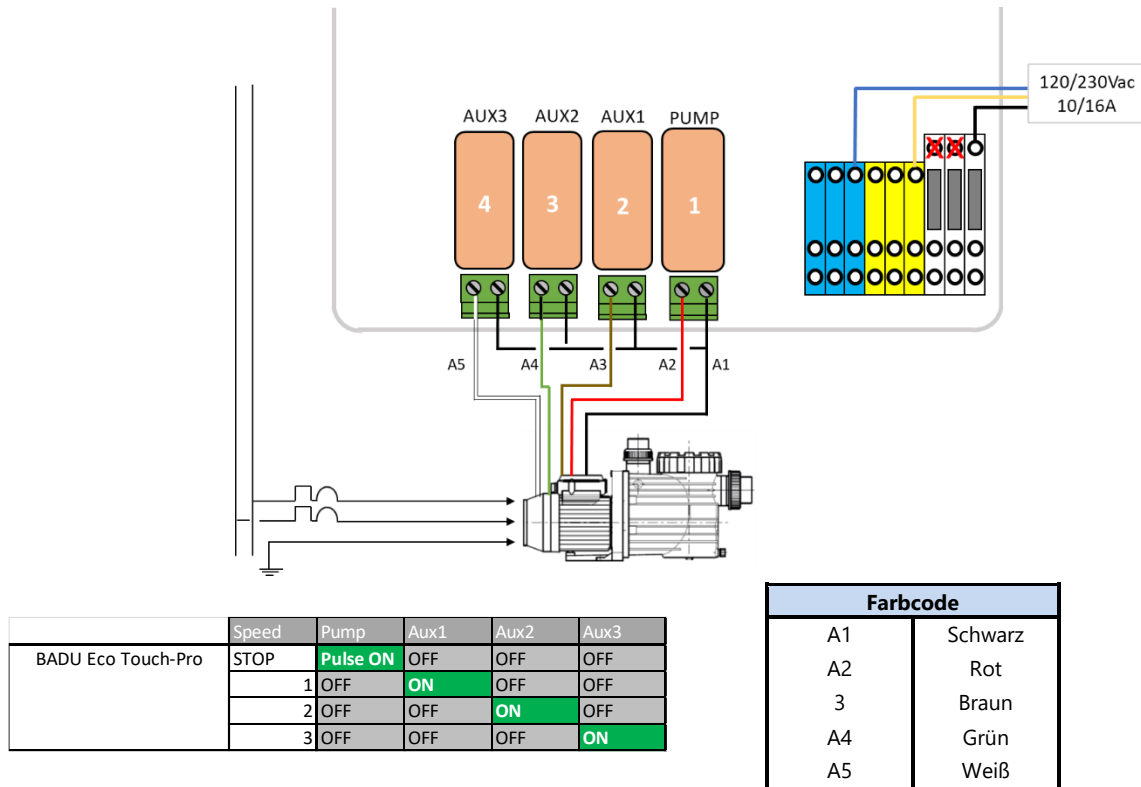 120/230Vac
10/16A
AUX3 AUX2 AUX1 PUMP
4 3 2 1
A5 A4 A3 A2 A1
Speed Pump Aux1 Aux2 Aux3
BADU Eco Touch-Pro STOP Pulse ON OFF OFF OFF
1 OFF ON OFF OFF
2 OFF OFF ON OFF
3 OFF OFF OFF ON
Farbcode
A1 Schwarz
A2 Rot
3 Braun
A4 Grün
A5 Weiß